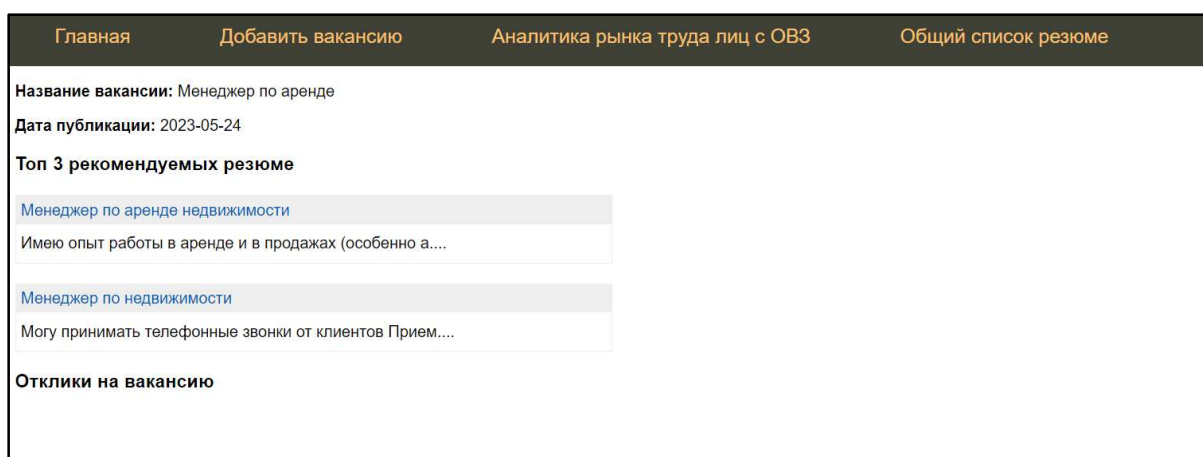 Главная Добавить вакансию Аналитика рынка труда лиц с ОВЗ Общий список резюме
Название вакансии: Менеджер по аренде
Дата публикации: 2023-05-24
Топ 3 рекомендуемых резюме
Менеджер по аренде недвижимости
Имею опыт работы в аренде и в продажах (особенно а....
Менеджер по недвижимости
Могу принимать телефонные звонки от клиентов Прием....
Отклики на вакансию